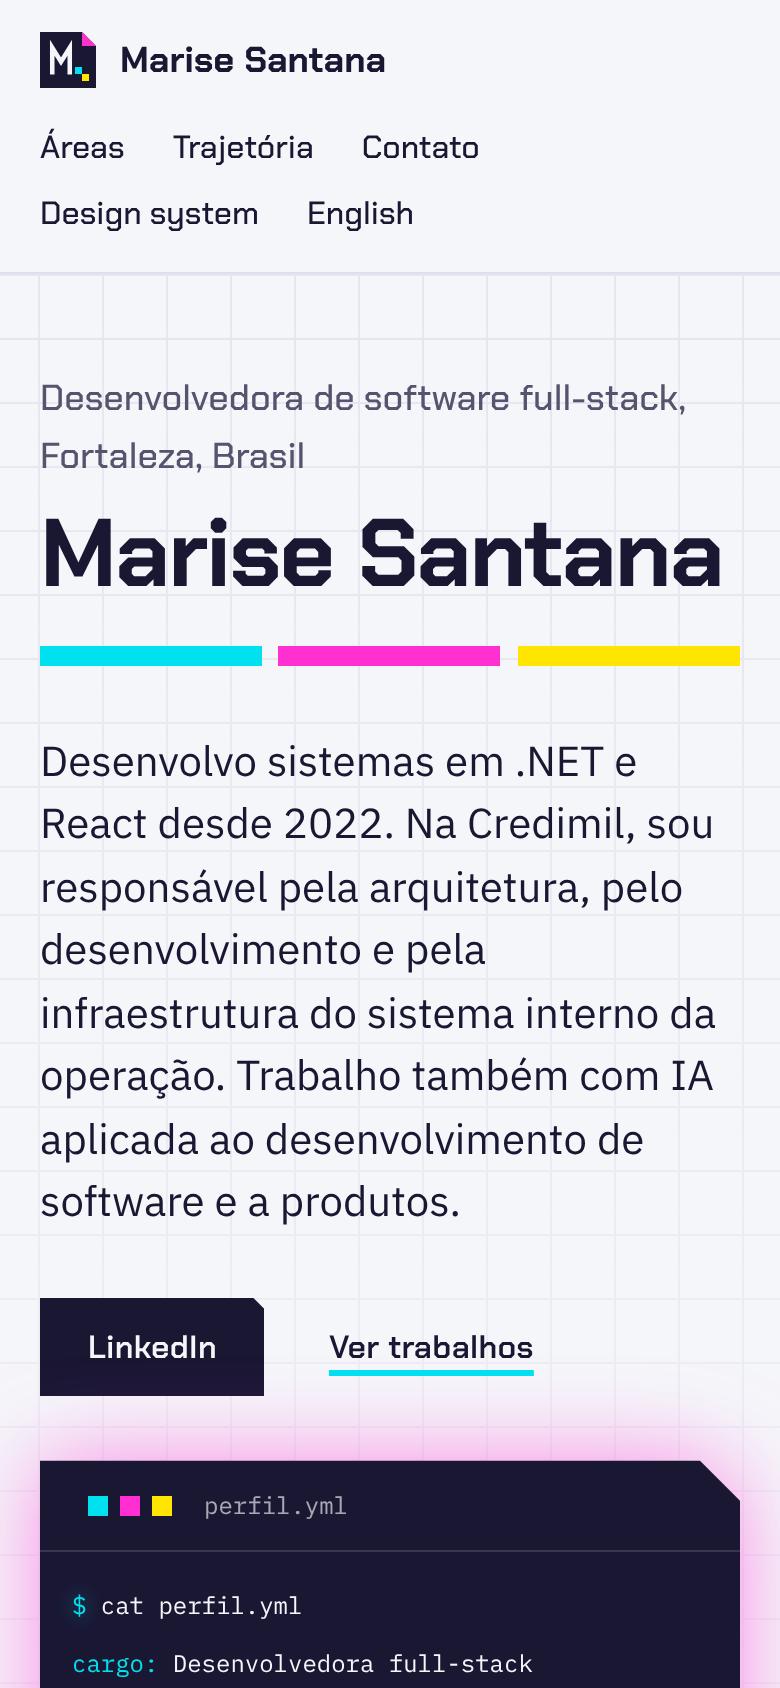 M.
Marise Santana
Áreas Trajetória Contato
Design system English
Desenvolvedora de software full-stack,
Fortaleza, Brasil
Marise Santana
Desenvolvo sistemas em .NET e
React desde 2022. Na Credimil, sou
responsável pela arquitetura, pelo
desenvolvimento e pela
infraestrutura do sistema interno da
operação. Trabalho também com IA
aplicada ao desenvolvimento de
software e a produtos.
LinkedIn Ver trabalhos
perfil.yml
$ cat perfil.yml
cargo: Desenvolvedora full-stack